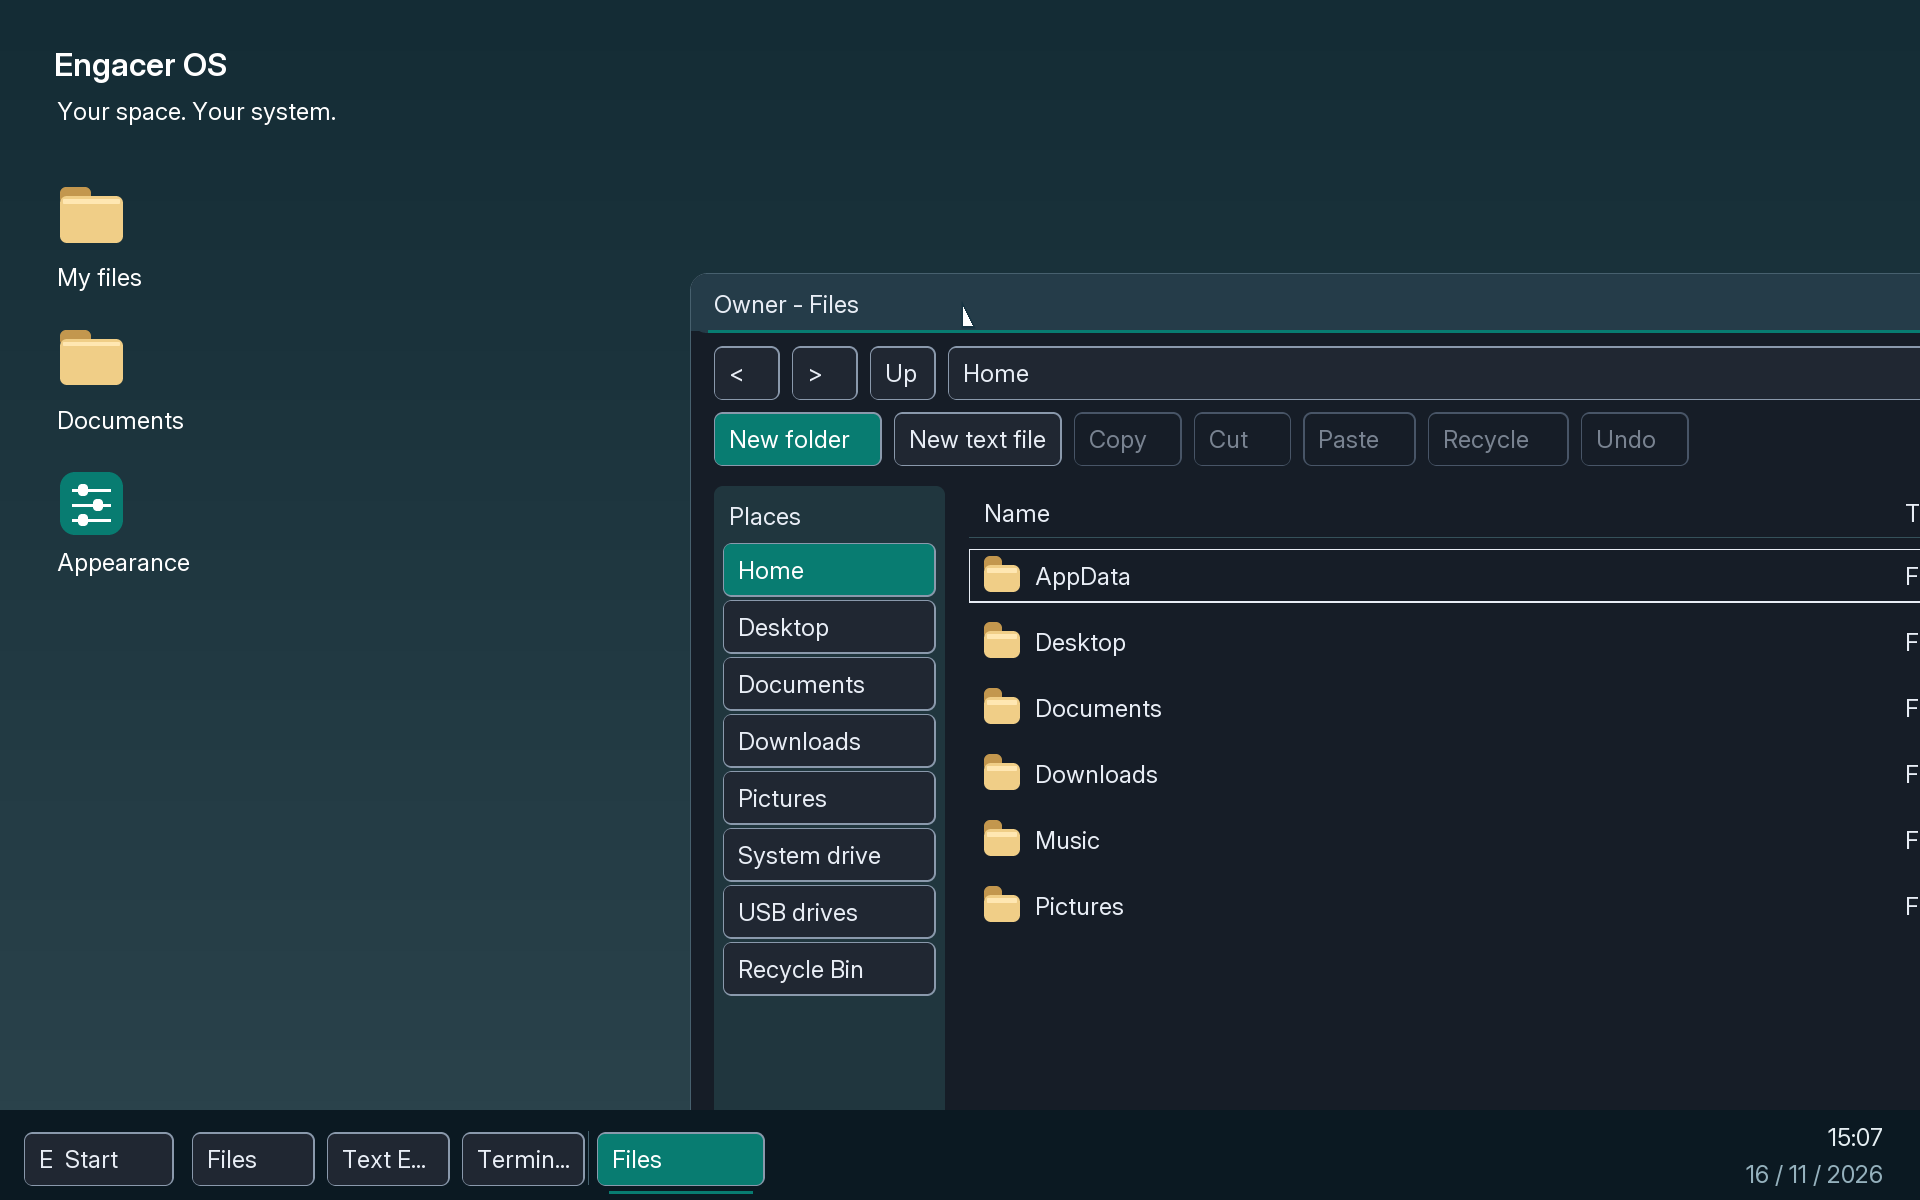 Engacer OS
Your space. Your system.
My files
Documents
Appearance
Owner - Files
< > Up Home
New folder New text file Copy Cut Paste Recycle Undo
Places
Home
Desktop
Documents
Downloads
Pictures
System drive
USB drives
Recycle Bin
Name T
AppData F
Desktop F
Documents F
Downloads F
Music F
Pictures F
E Start Files Text E... Termin... Files
15:07
16 / 11 / 2026